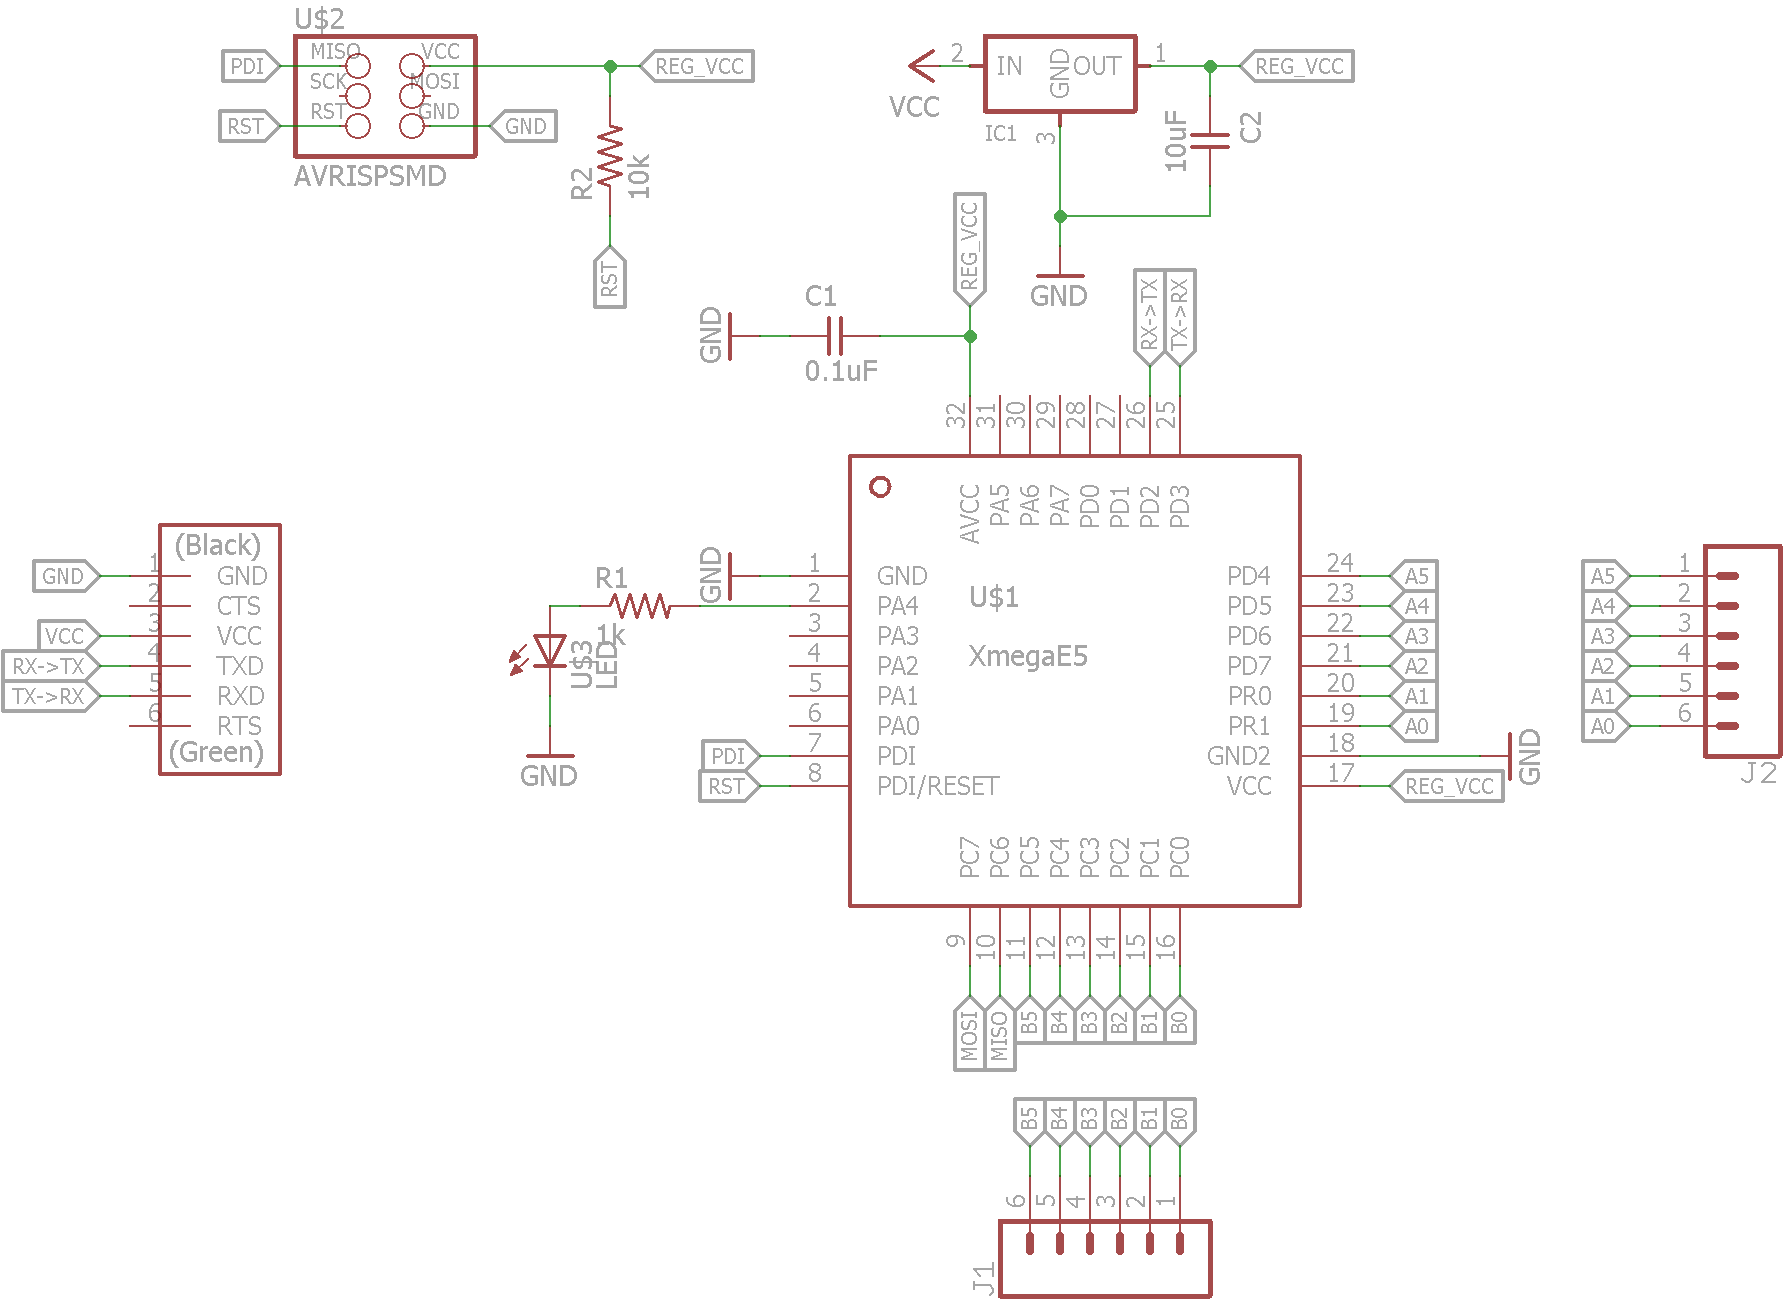 U$2
PDI
RST
MISO
SCK
RST
VCC
MOSI
GND
AVRISPSMD
REG_VCC
GND
R2
10k
RST
VCC
2
IN
GND
OUT
1
IC1
3
REG_VCC
10uF
C2
GND
REG_VCC
C1
GND
0.1uF
RX->TX
TX->RX
32
31
30
29
28
27
26
25
AVCC
PA5
PA6
PA7
PD0
PD1
PD2
PD3
(Black)
GND
1
GND
2
CTS
VCC
3
VCC
RX->TX
4
TXD
TX->RX
5
RXD
6
RTS
(Green)
R1
1k
U$3
LED
GND
GND
1
GND
2
PA4
3
PA3
4
PA2
5
PA1
6
PA0
PDI
7
PDI
RST
8
PDI/RESET
U$1
XmegaE5
PD4
24
A5
PD5
23
A4
PD6
22
A3
PD7
21
A2
PR0
20
A1
PR1
19
A0
GND2
18
GND
VCC
17
REG_VCC
A5
1
A4
2
A3
3
A2
4
A1
5
A0
6
J2
PC7
PC6
PC5
PC4
PC3
PC2
PC1
PC0
9
10
11
12
13
14
15
16
MOSI
MISO
B5
B4
B3
B2
B1
B0
B5
B4
B3
B2
B1
B0
6
5
4
3
2
1
J1